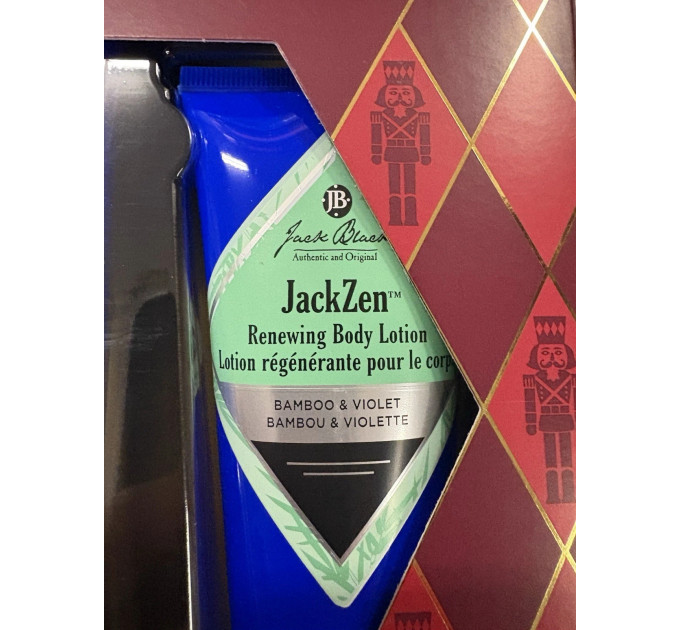 JB
Jack Black
Authentic and Original
JackZen™
Renewing Body Lotion
Lotion régénérante pour le corp
BAMBOO & VIOLET
BAMBOU & VIOLETTE